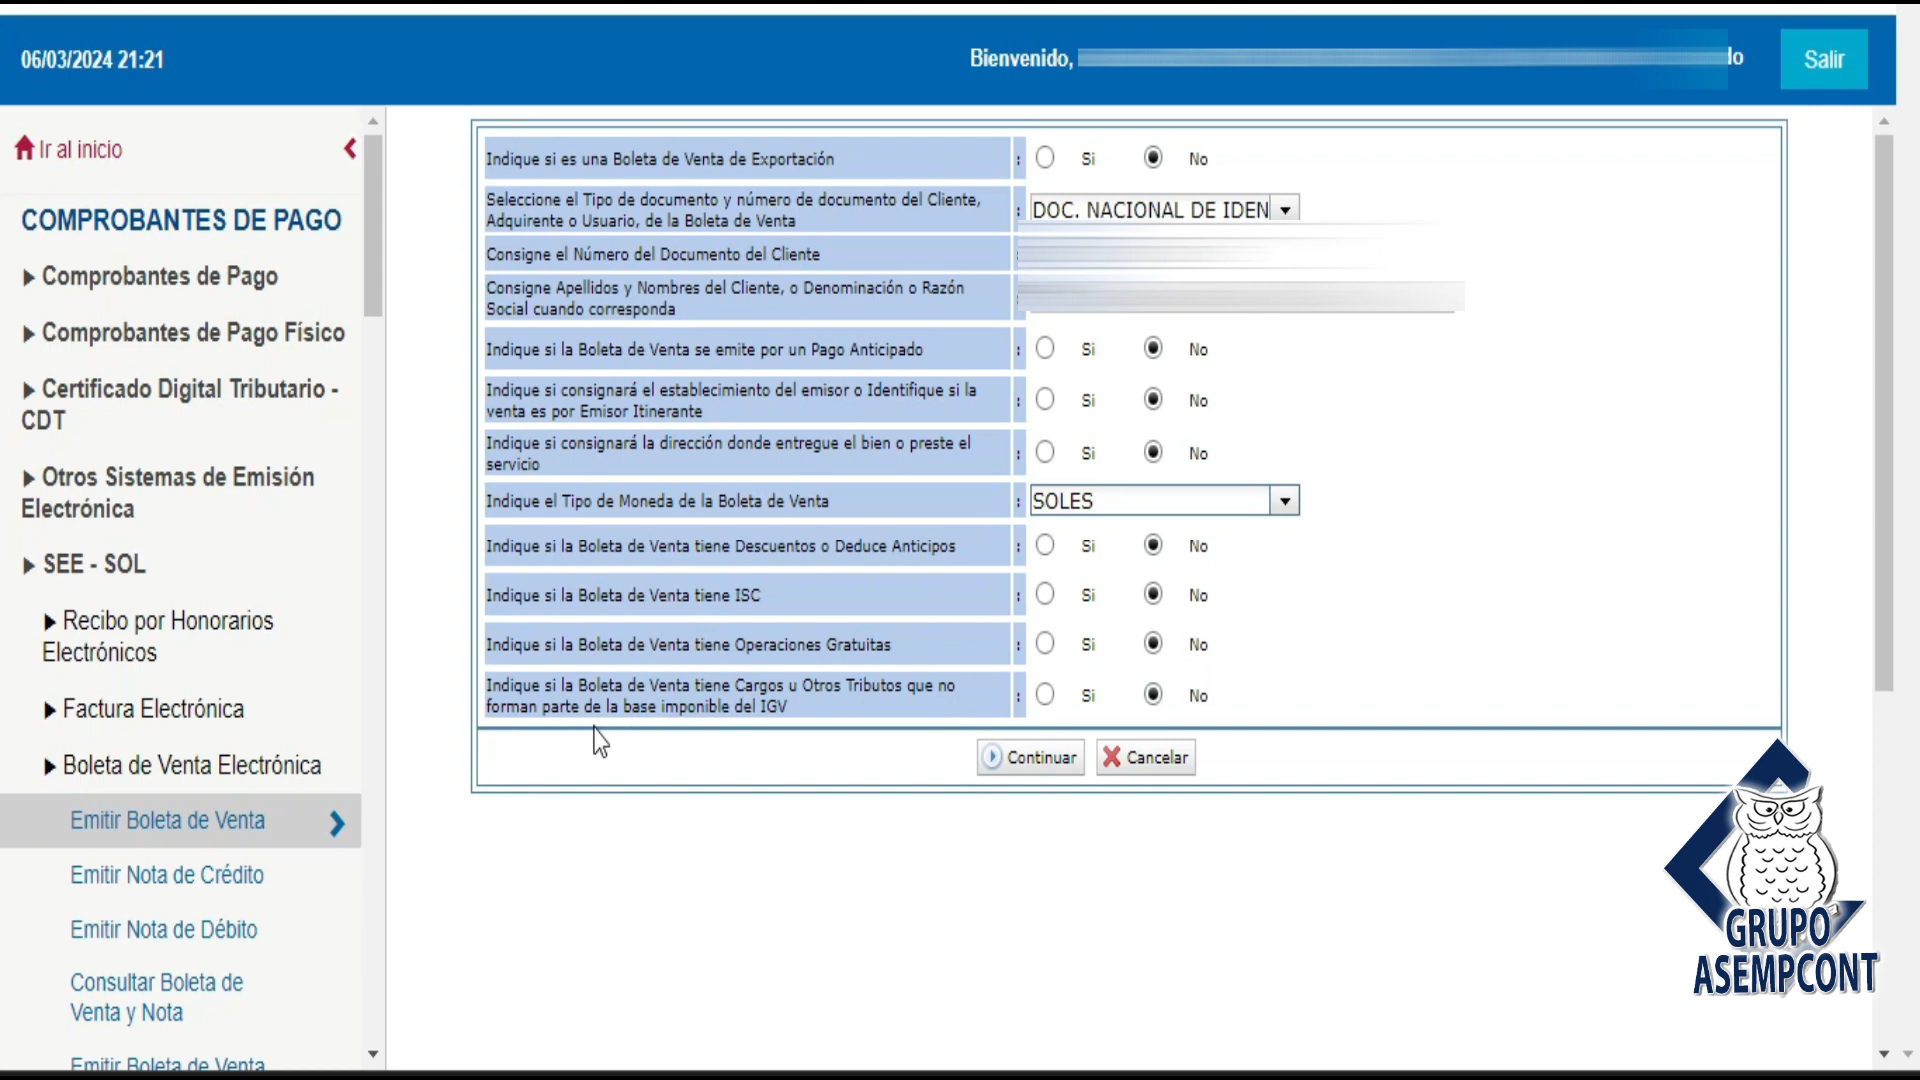 06/03/2024 21:21
Bienvenido,
do
Salir
Ir al inicio
COMPROBANTES DE PAGO
Comprobantes de Pago
Comprobantes de Pago Físico
Certificado Digital Tributario -
CDT
Otros Sistemas de Emisión
Electrónica
SEE - SOL
Recibo por Honorarios
Electrónicos
Factura Electrónica
Boleta de Venta Electrónica
Emitir Boleta de Venta
Emitir Nota de Crédito
Emitir Nota de Débito
Consultar Boleta de
Venta y Nota
Emitir Boleta de Venta
Indique si es una Boleta de Venta de Exportación : Si No
Seleccione el Tipo de documento y número de documento del Cliente,
Adquirente o Usuario, de la Boleta de Venta : DOC. NACIONAL DE IDEN
Consigne el Número del Documento del Cliente :
Consigne Apellidos y Nombres del Cliente, o Denominación o Razón
Social cuando corresponda :
Indique si la Boleta de Venta se emite por un Pago Anticipado : Si No
Indique si consignará el establecimiento del emisor o Identifique si la
venta es por Emisor Itinerante : Si No
Indique si consignará la dirección donde entregue el bien o preste el
servicio : Si No
Indique el Tipo de Moneda de la Boleta de Venta : SOLES
Indique si la Boleta de Venta tiene Descuentos o Deduce Anticipos : Si No
Indique si la Boleta de Venta tiene ISC : Si No
Indique si la Boleta de Venta tiene Operaciones Gratuitas : Si No
Indique si la Boleta de Venta tiene Cargos u Otros Tributos que no
forman parte de la base imponible del IGV : Si No
Continuar
Cancelar
GRUPO
ASEMPCONT